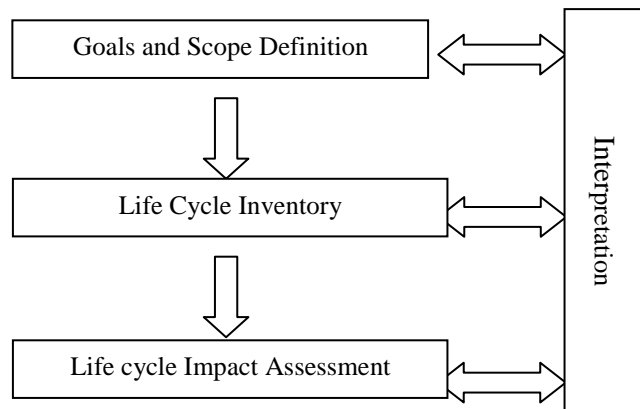 Goals and Scope Definition
Life Cycle Inventory
Life cycle Impact Assessment
Interpretation